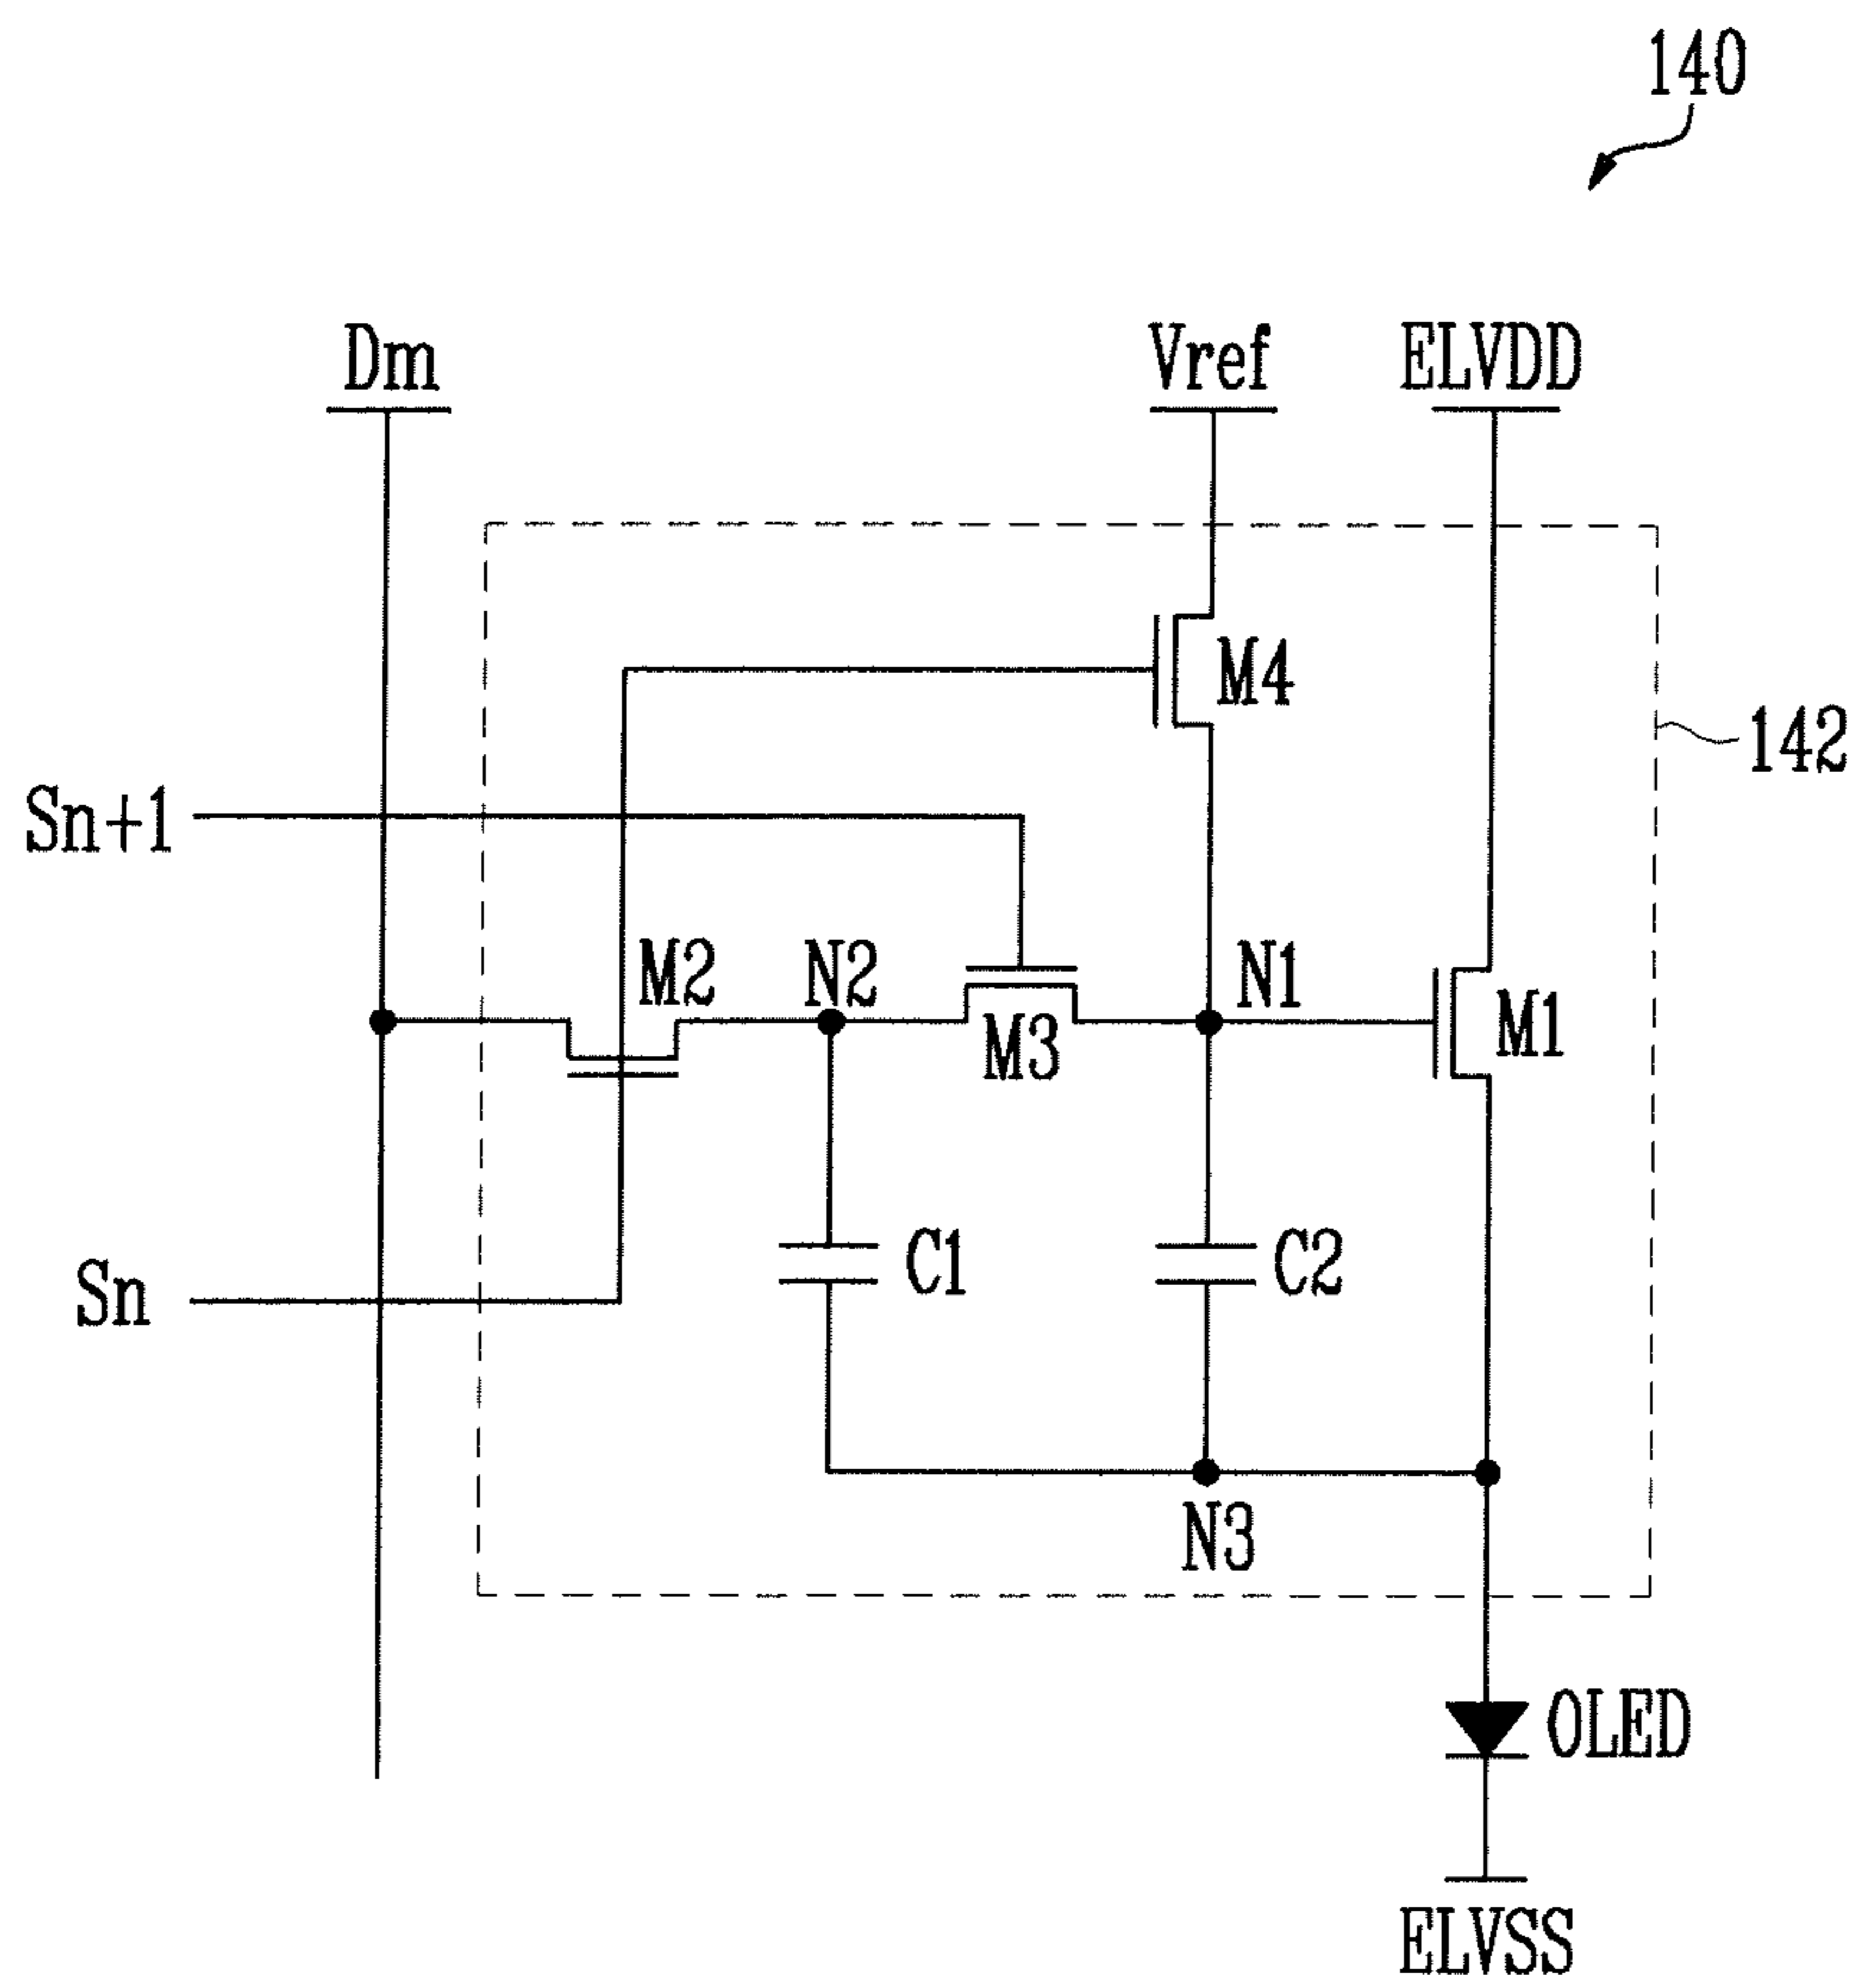 140
Dm
Vref
ELVDD
M4
142
Sn+1
M2
N2
N1
M3
M1
C1
C2
Sn
N3
OLED
ELVSS